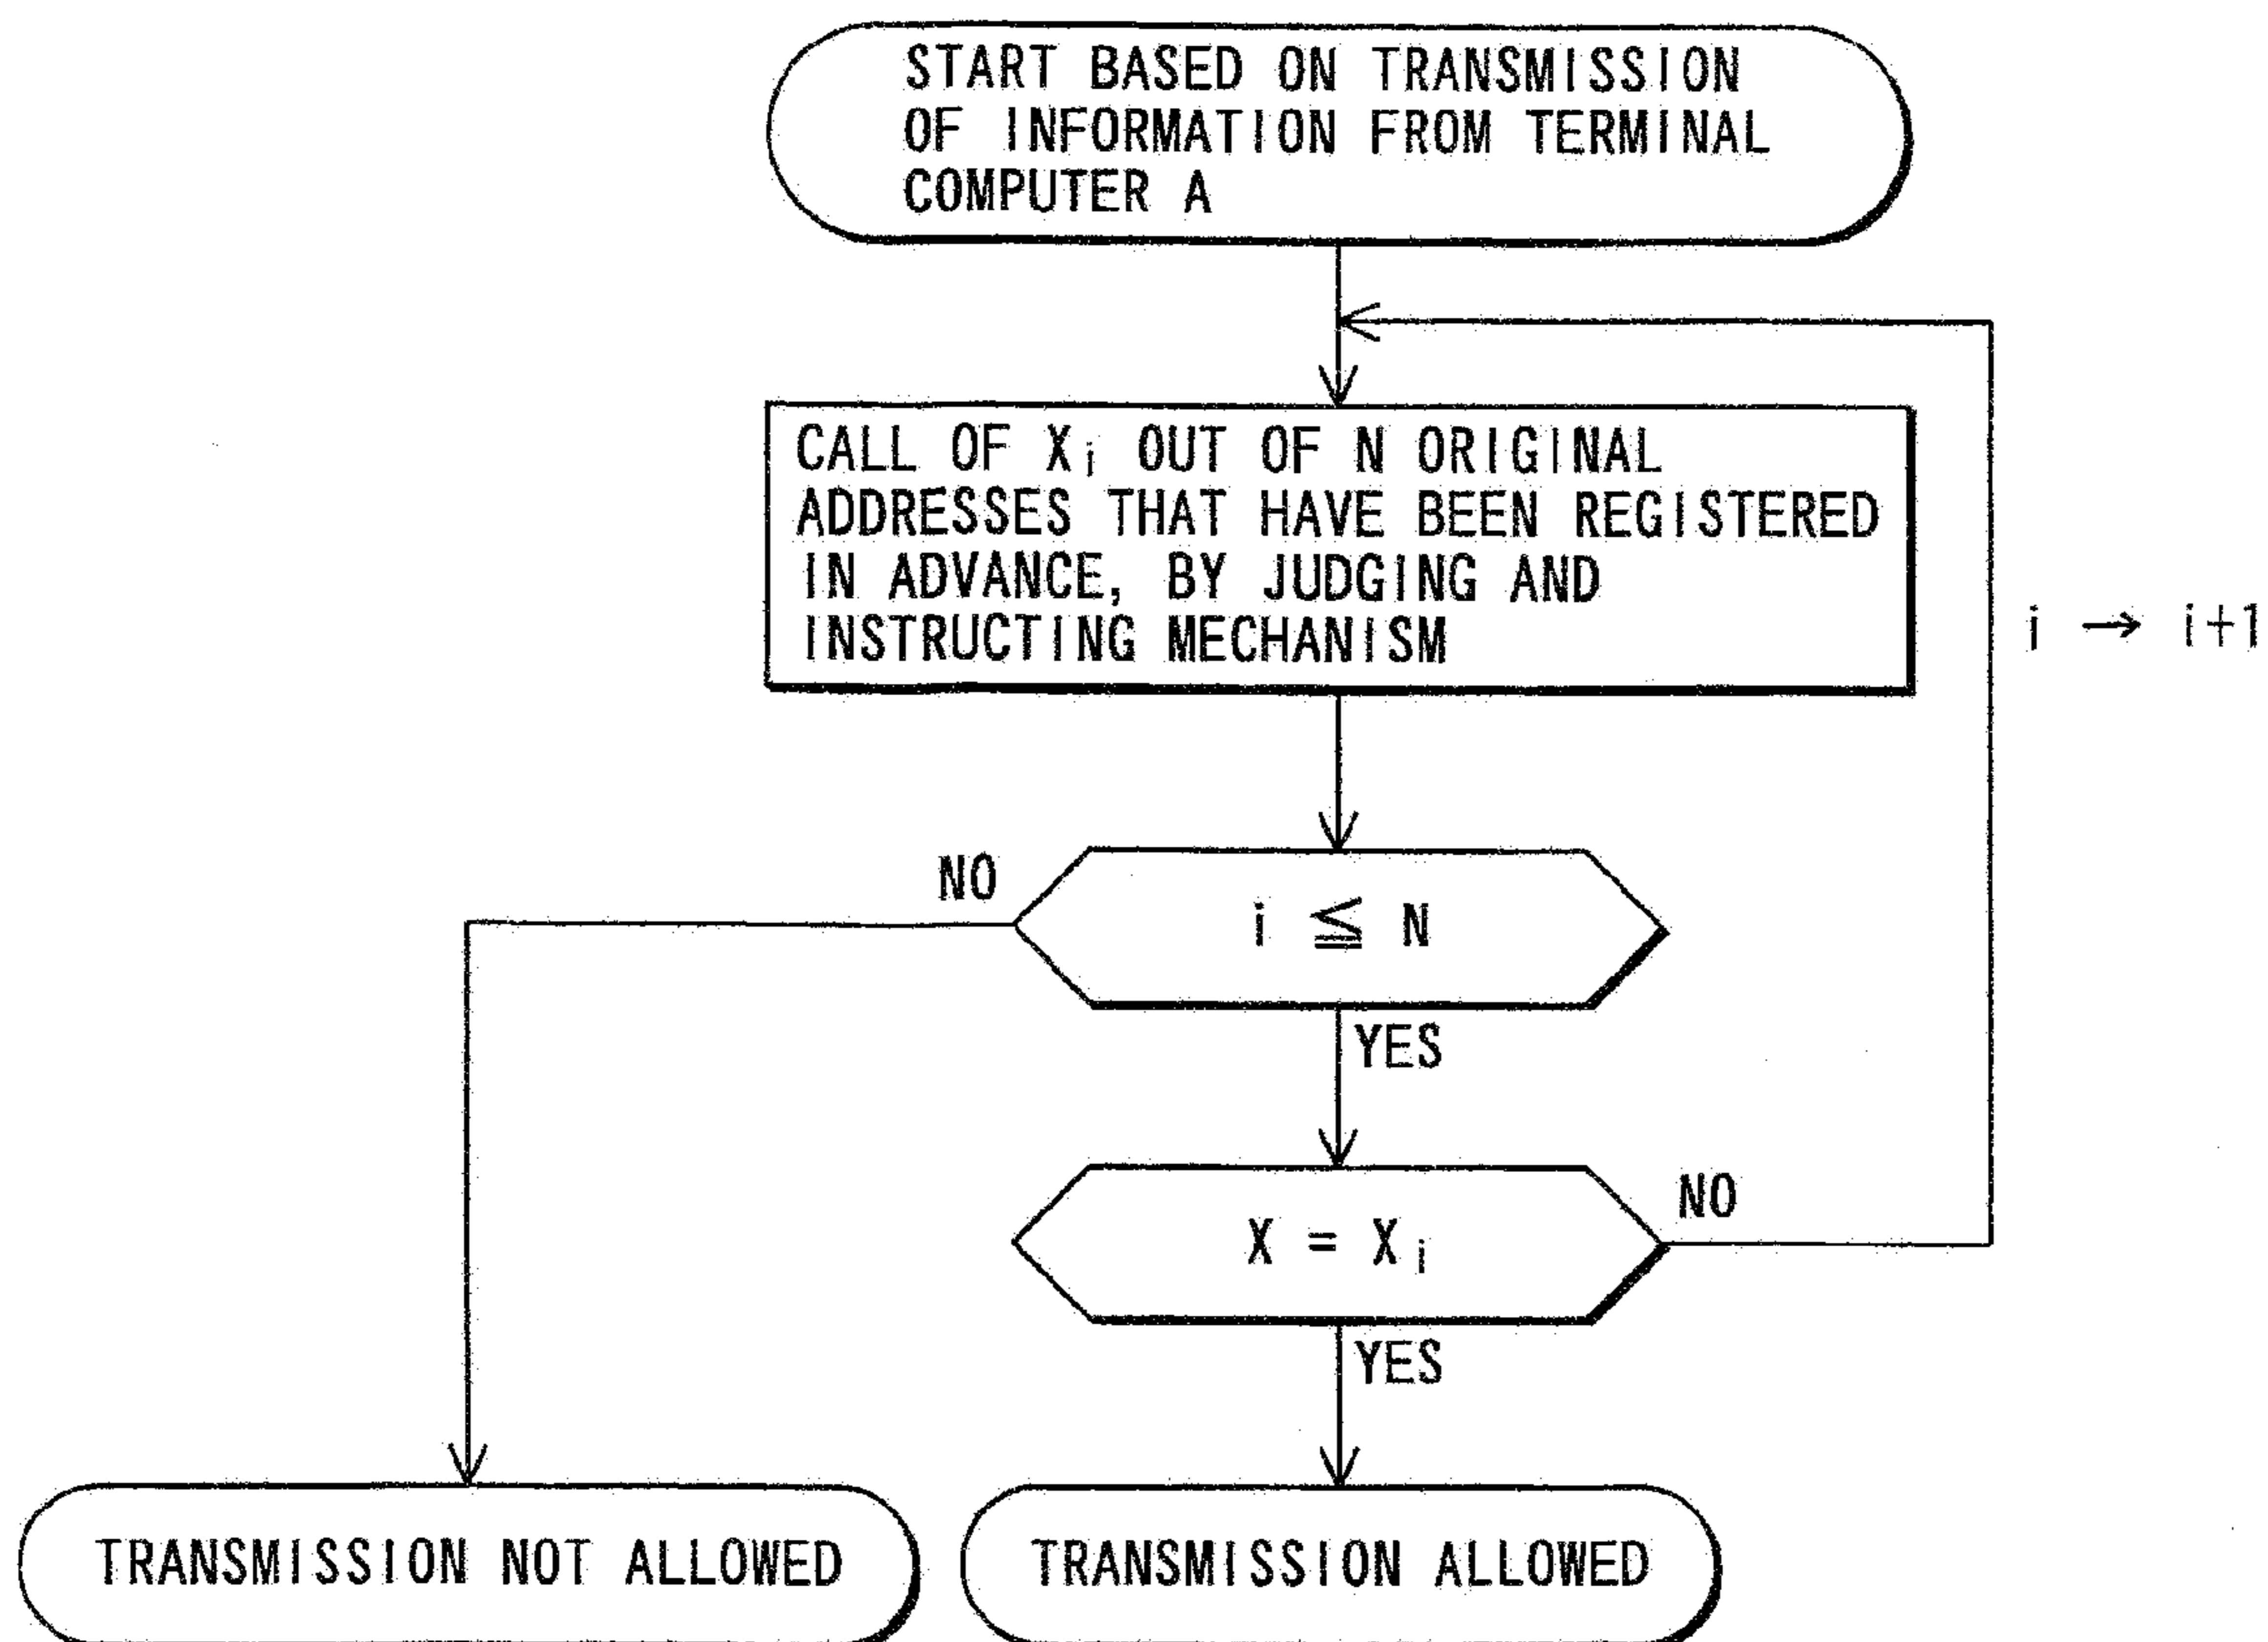 START BASED ON TRANSMISSION
OF INFORMATION FROM TERMINAL
COMPUTER A
CALL OF Xi OUT OF N ORIGINAL
ADDRESSES THAT HAVE BEEN REGISTERED
IN ADVANCE, BY JUDGING AND
INSTRUCTING MECHANISM
i → i+1
NO
i ≦ N
YES
X = Xi
NO
YES
TRANSMISSION NOT ALLOWED
TRANSMISSION ALLOWED